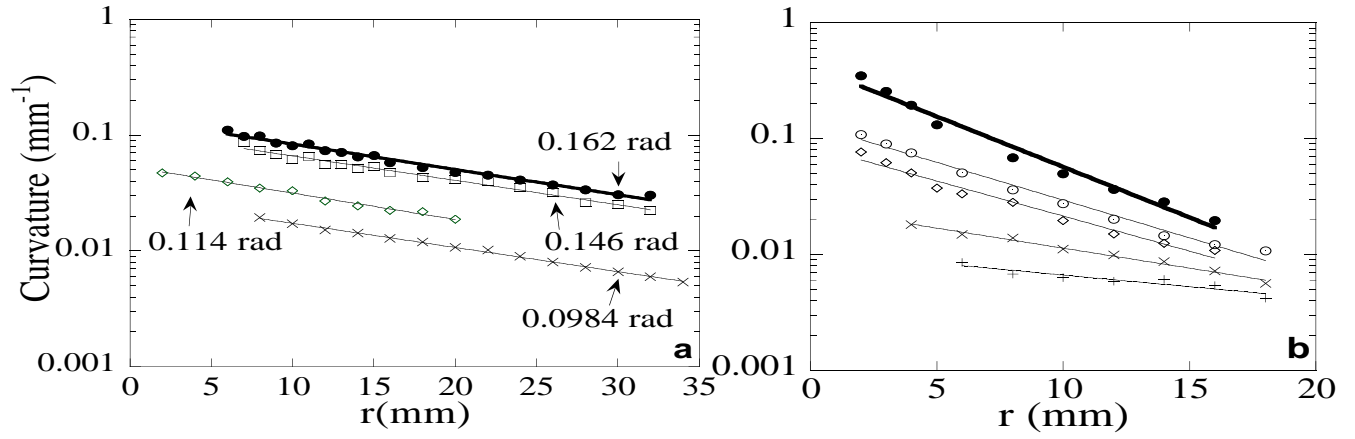 1
0.1
0.01
0.001
Curvature (mm-1)
0.162 rad
0.146 rad
0.114 rad
0.0984 rad
a
0 5 10 15 20 25 30 35
r(mm)
1
0.1
0.01
0.001
b
0 5 10 15 20
r (mm)